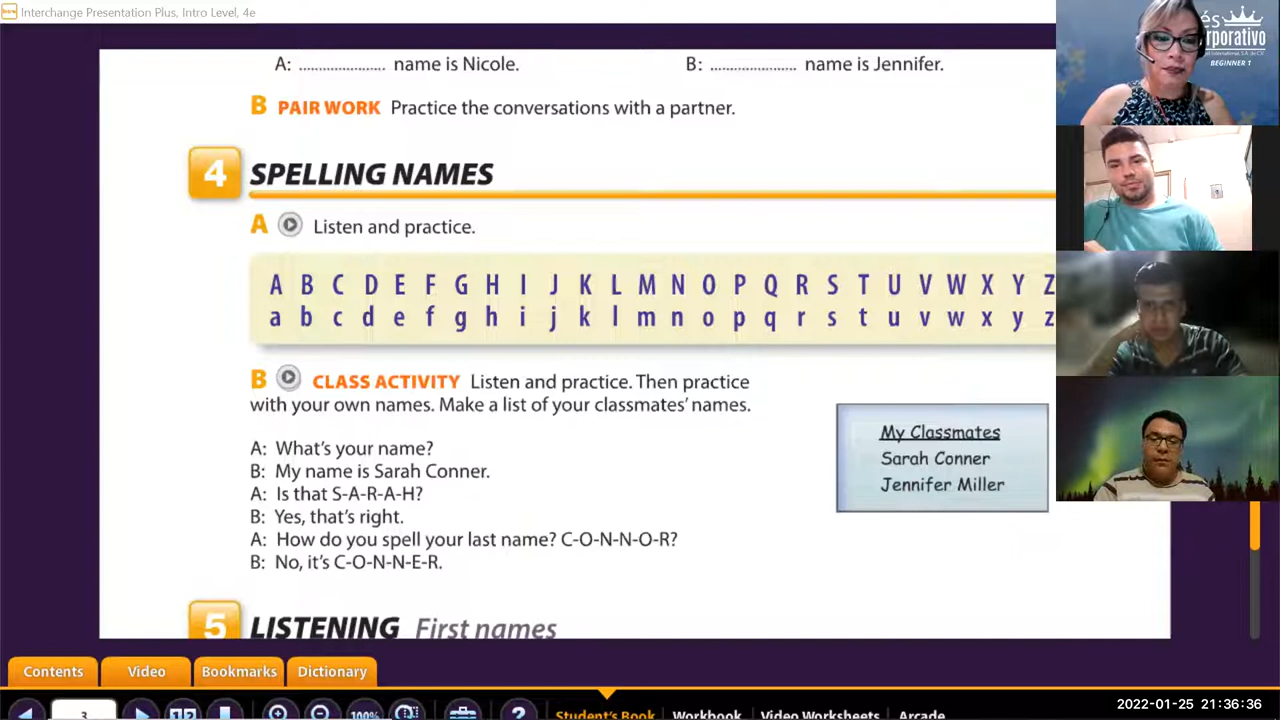 Interchange Presentation Plus, Intro Level, 4e
A: ...................... name is Nicole.
B: ...................... name is Jennifer.
B PAIR WORK Practice the conversations with a partner.
4 SPELLING NAMES
A Listen and practice.
A B C D E F G H I J K L M N O P Q R S T U V W X Y Z
a b c d e f g h i j k l m n o p q r s t u v w x y z
B CLASS ACTIVITY Listen and practice. Then practice
with your own names. Make a list of your classmates' names.
A: What's your name?
B: My name is Sarah Conner.
A: Is that S-A-R-A-H?
B: Yes, that's right.
A: How do you spell your last name? C-O-N-N-O-R?
B: No, it's C-O-N-N-E-R.
My Classmates
Sarah Conner
Jennifer Miller
5 LISTENING First names
Contents Video Bookmarks Dictionary
3 100% ? Student's Book Workbook Video Worksheets Arcade
és
rporativo
BEGINNER 1
2022-01-25 21:36:36